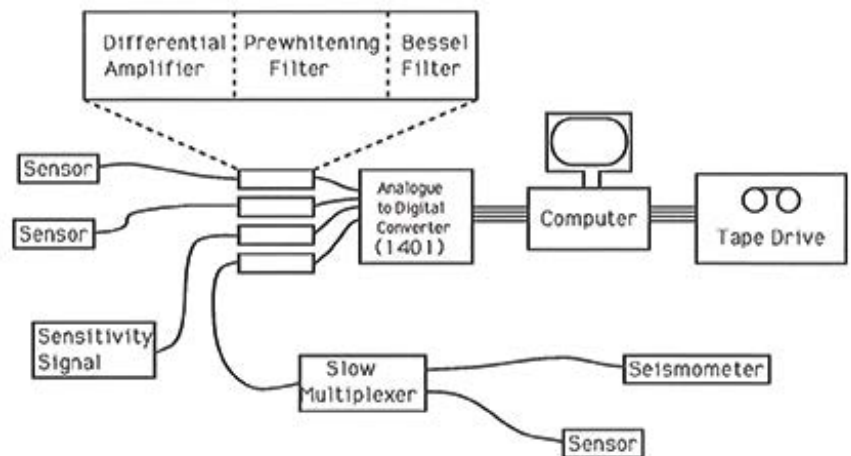 Differential
Amplifier
Prewhitening
Filter
Bessel
Filter
Sensor
Sensor
Analogue
to Digital
Converter
(1401)
Computer
Tape Drive
Sensitivity
Signal
Slow
Multiplexer
Seismometer
Sensor